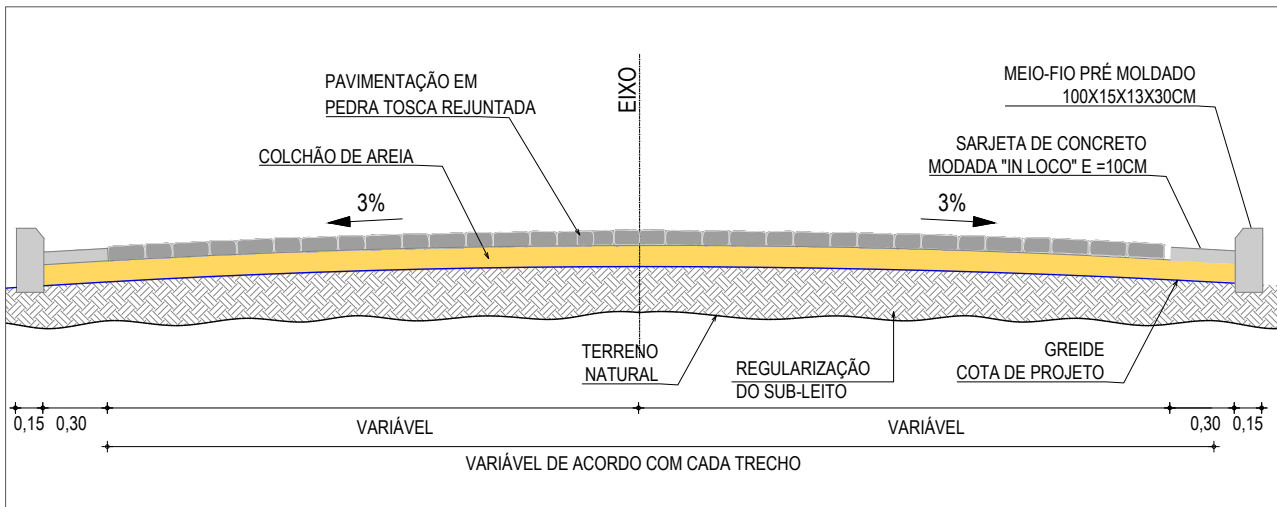 PAVIMENTAÇÃO EM
PEDRA TOSCA REJUNTADA
COLCHÃO DE AREIA
3%
EIXO
MEIO-FIO PRÉ MOLDADO
100X15X13X30CM
SARJETA DE CONCRETO
MODADA "IN LOCO" E =10CM
3%
TERRENO
NATURAL
REGULARIZAÇÃO
DO SUB-LEITO
GREIDE
COTA DE PROJETO
0,15
0,30
VARIÁVEL
VARIÁVEL
0,30
0,15
VARIÁVEL DE ACORDO COM CADA TRECHO